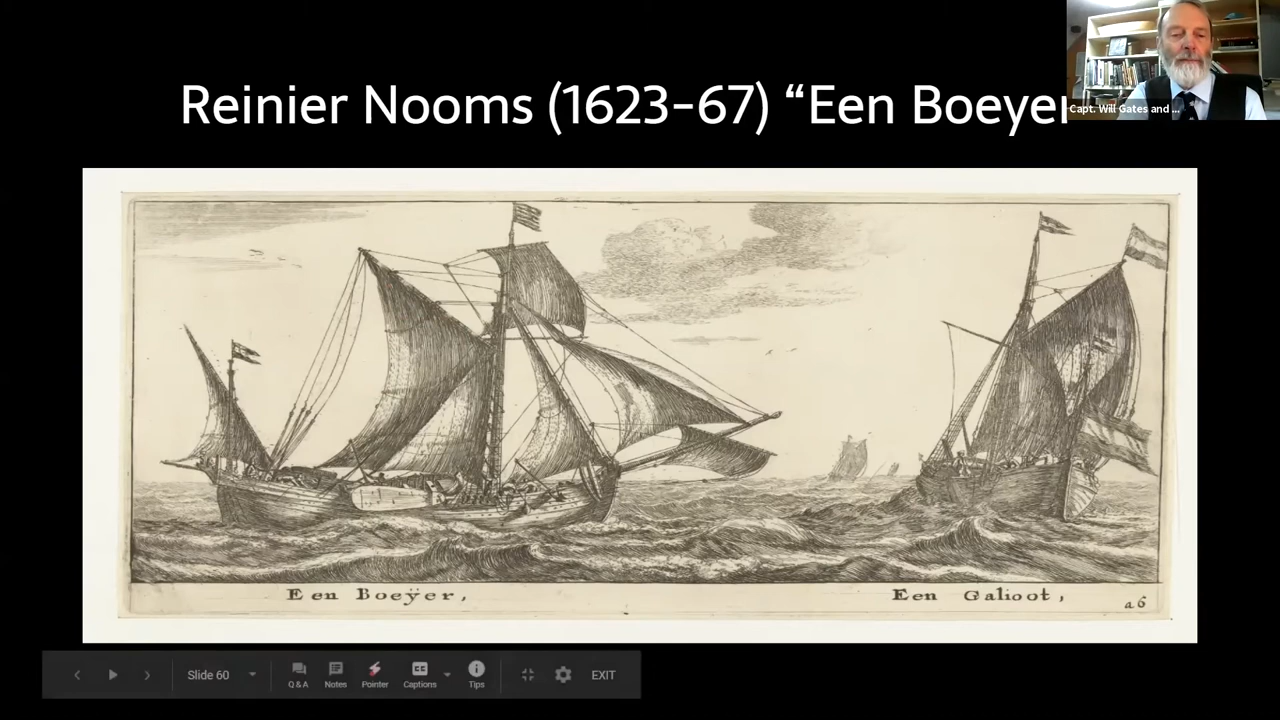 Reinier Nooms (1623-67) “Een Boeyer
Capt. Will Gates and ...
Een Boeÿer,
Een Galioot,
a6
Slide 60
Q & A
Notes
Pointer
Captions
Tips
EXIT